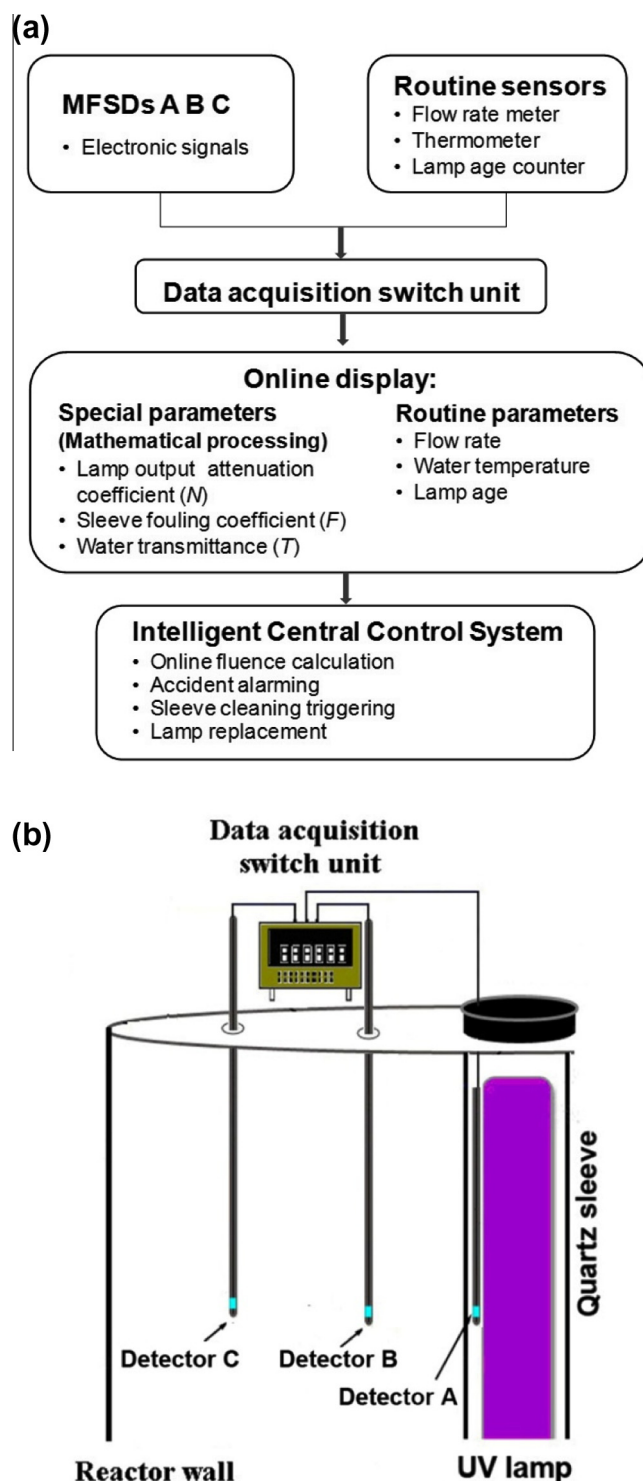 (a)
MFSDs A B C
• Electronic signals
Routine sensors
• Flow rate meter
• Thermometer
• Lamp age counter
Data acquisition switch unit
Online display:
Special parameters
(Mathematical processing)
• Lamp output attenuation
coefficient (N)
• Sleeve fouling coefficient (F)
• Water transmittance (T)
Routine parameters
• Flow rate
• Water temperature
• Lamp age
Intelligent Central Control System
• Online fluence calculation
• Accident alarming
• Sleeve cleaning triggering
• Lamp replacement
(b)
Data acquisition
switch unit
Quartz sleeve
Detector C
Detector B
Detector A
Reactor wall
UV lamp